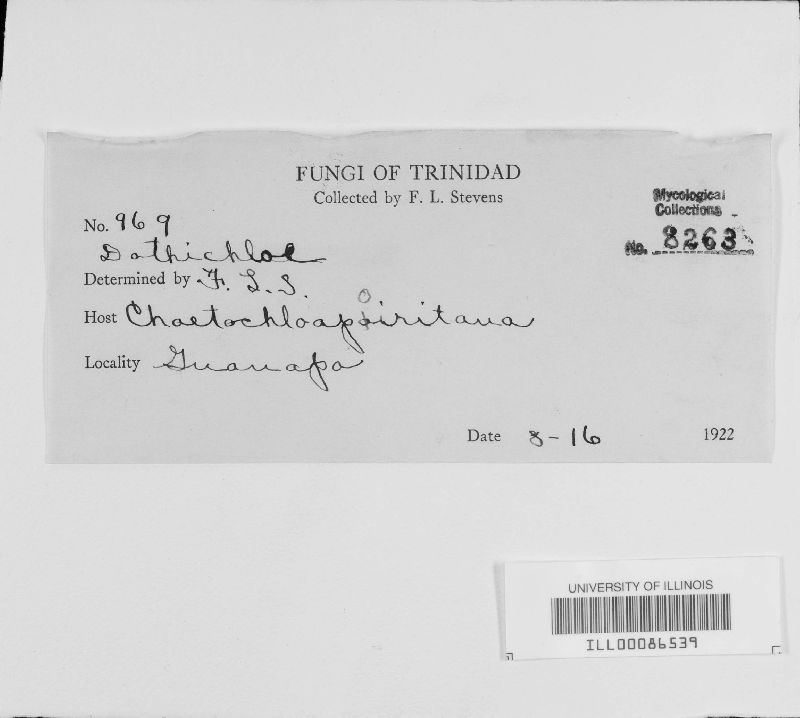 FUNGI OF TRINIDAD
Collected by F. L. Stevens
Mycological
Collections
No. 8263
No. 969
Dothichloe
Determined by F. L. S.
Host Chaetochloa poiritana
Locality Guanapa
Date 8-16 1922
UNIVERSITY OF ILLINOIS
ILL00086539